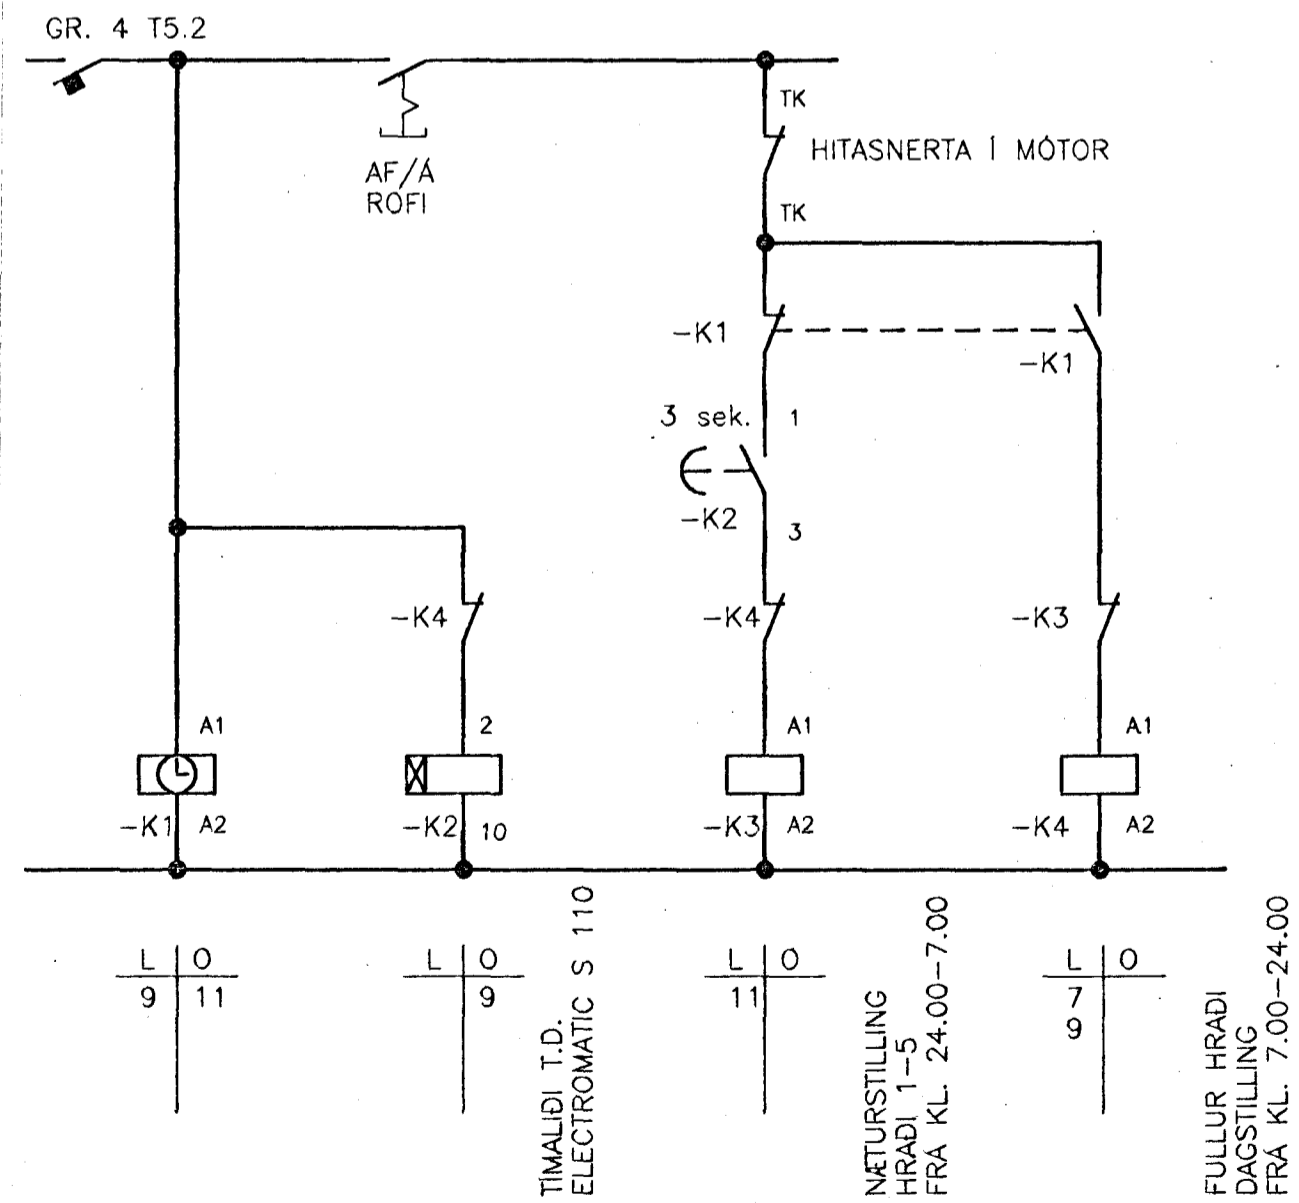 GR. 4 T5.2
AF/Á
ROFI
TK
HITASNERTA Í MÓTOR
TK
-K1
-K1
3 sek.
1
-K2
3
-K4
-K4
-K3
A1
2
A1
A1
-K1
A2
-K2
10
-K3
A2
-K4
A2
L O
9 11
L O
9
TÍMALIÐI T.D.
ELECTROMATIC S 110
L O
11
NÆTURSTILLING
HRAÐI 1-5
FRÁ KL. 24.00-7.00
L O
7
9
FULLUR HRAÐI
DAGSTILLING
FRÁ KL. 7.00-24.00